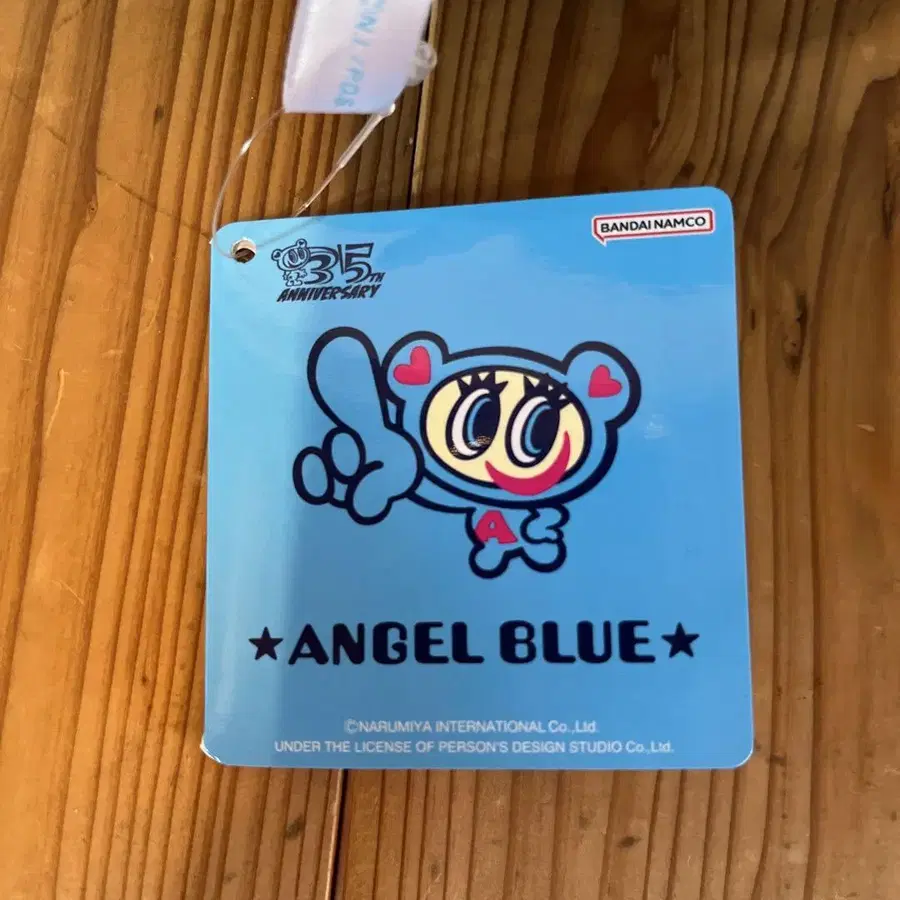 BANDAI NAMCO
35TH
ANNIVERSARY
A
★ANGEL BLUE★
©NARUMIYA INTERNATIONAL Co.,Ltd.
UNDER THE LICENSE OF PERSON'S DESIGN STUDIO Co.,Ltd.